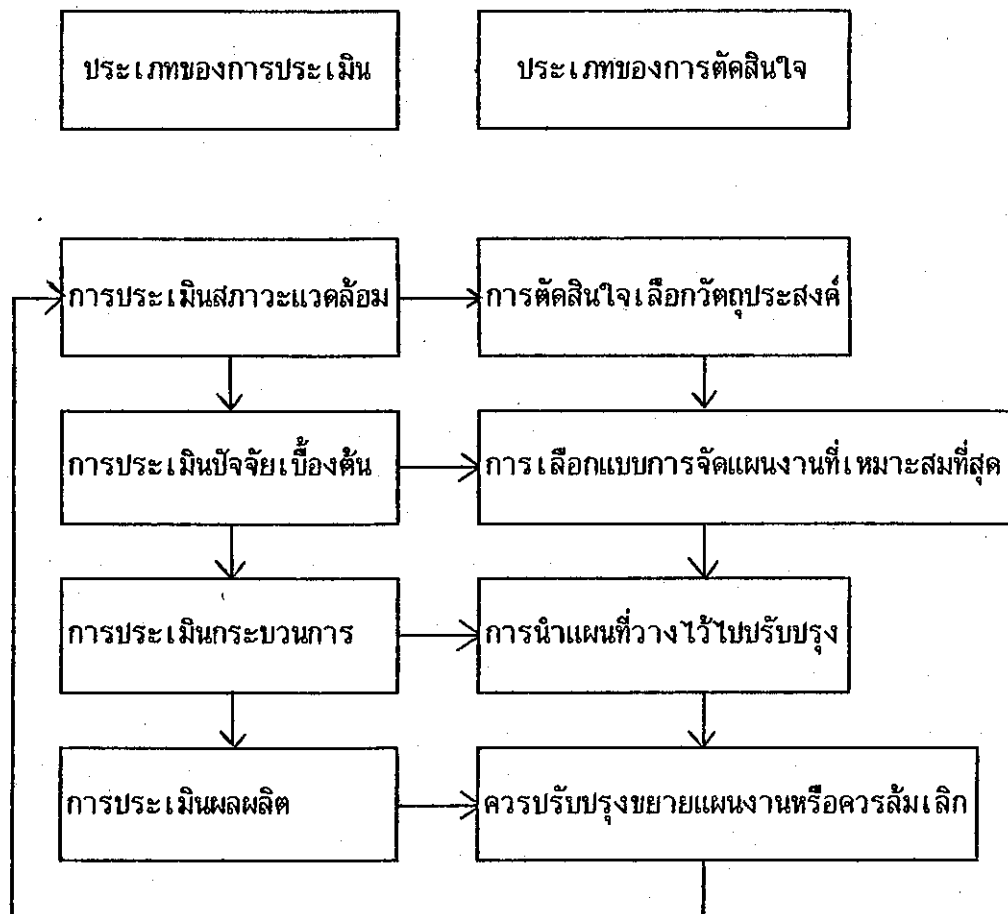 ประเภทของการประเมิน
ประเภทของการตัดสินใจ
การประเมินสภาวะแวดล้อม
การตัดสินใจเลือกวัตถุประสงค์
การประเมินปัจจัยเบื้องต้น
การเลือกแบบการจัดแผนงานที่เหมาะสมที่สุด
การประเมินกระบวนการ
การนำแผนที่วางไว้ไปปรับปรุง
การประเมินผลผลิต
ควรปรับปรุงขยายแผนงานหรือควรล้มเลิก